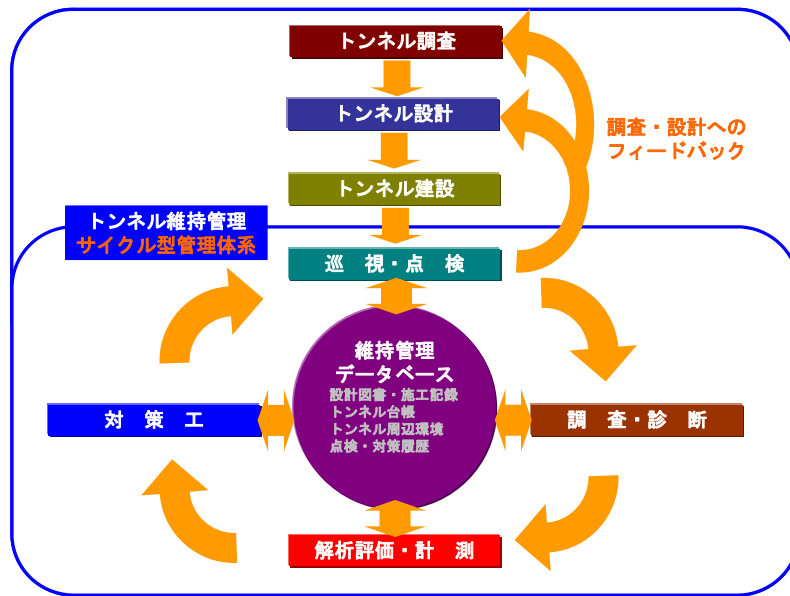 トンネル調査
トンネル設計
調査・設計への
フィードバック
トンネル建設
トンネル維持管理
サイクル型管理体系
巡　視・点　検
維持管理
データベース
設計図書・施工記録
トンネル台帳
トンネル周辺環境
点検・対策履歴
対　策　工
調　査・診　断
解析評価・計　測